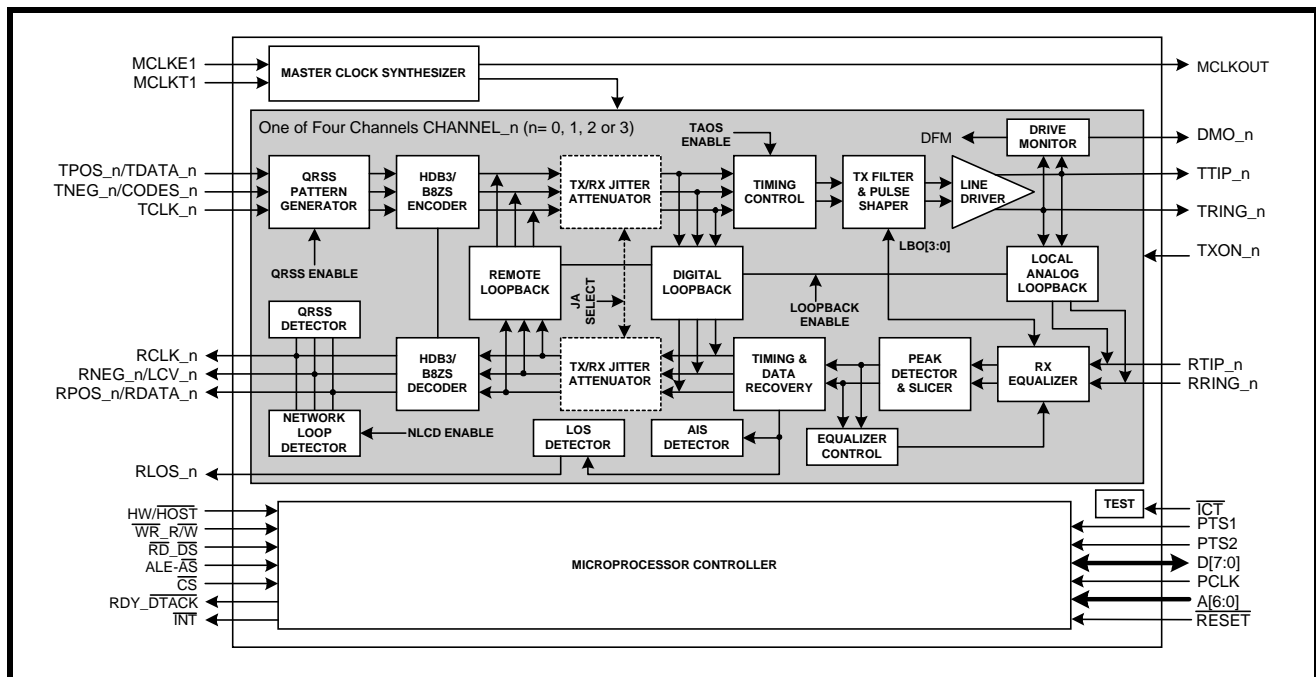 MCLKE1
MCLKT1
MASTER CLOCK SYNTHESIZER
MCLKOUT
One of Four Channels CHANNEL_n (n= 0, 1, 2 or 3)
TAOS
ENABLE
DFM
DRIVE
MONITOR
DMO_n
TPOS_n/TDATA_n
TNEG_n/CODES_n
TCLK_n
QRSS
PATTERN
GENERATOR
HDB3/
B8ZS
ENCODER
TX/RX JITTER
ATTENUATOR
TIMING
CONTROL
TX FILTER
& PULSE
SHAPER
LINE
DRIVER
TTIP_n
TRING_n
TXON_n
QRSS ENABLE
REMOTE
LOOPBACK
JA
SELECT
DIGITAL
LOOPBACK
LOOPBACK
ENABLE
LBO[3:0]
LOCAL
ANALOG
LOOPBACK
QRSS
DETECTOR
RCLK_n
RNEG_n/LCV_n
RPOS_n/RDATA_n
HDB3/
B8ZS
DECODER
TX/RX JITTER
ATTENUATOR
TIMING &
DATA
RECOVERY
PEAK
DETECTOR
& SLICER
RX
EQUALIZER
RTIP_n
RRING_n
NETWORK
LOOP
DETECTOR
NLCD ENABLE
LOS
DETECTOR
AIS
DETECTOR
EQUALIZER
CONTROL
RLOS_n
TEST
HW/HOST
WR_R/W
RD_DS
ALE-AS
CS
RDY_DTACK
INT
MICROPROCESSOR CONTROLLER
ICT
PTS1
PTS2
D[7:0]
PCLK
A[6:0]
RESET